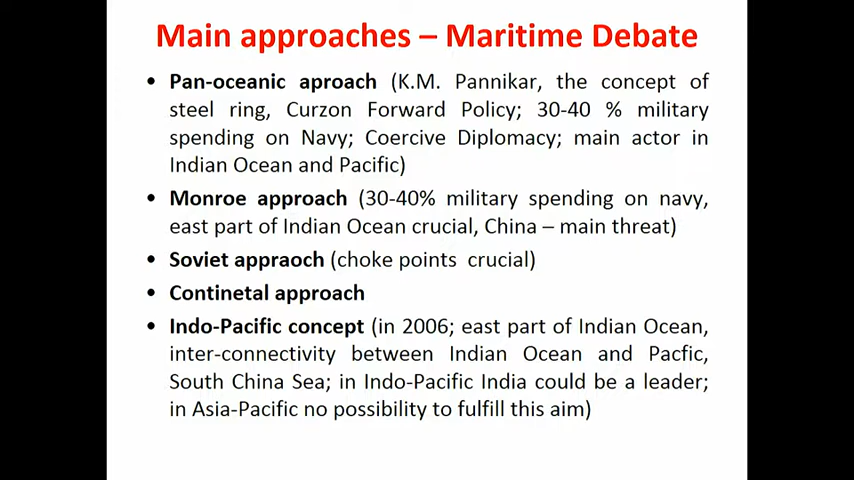 Main approaches – Maritime Debate
• Pan-oceanic aproach (K.M. Pannikar, the concept of
steel ring, Curzon Forward Policy; 30-40 % military
spending on Navy; Coercive Diplomacy; main actor in
Indian Ocean and Pacific)
• Monroe approach (30-40% military spending on navy,
east part of Indian Ocean crucial, China – main threat)
• Soviet appraoch (choke points crucial)
• Continetal approach
• Indo-Pacific concept (in 2006; east part of Indian Ocean,
inter-connectivity between Indian Ocean and Pacfic,
South China Sea; in Indo-Pacific India could be a leader;
in Asia-Pacific no possibility to fulfill this aim)